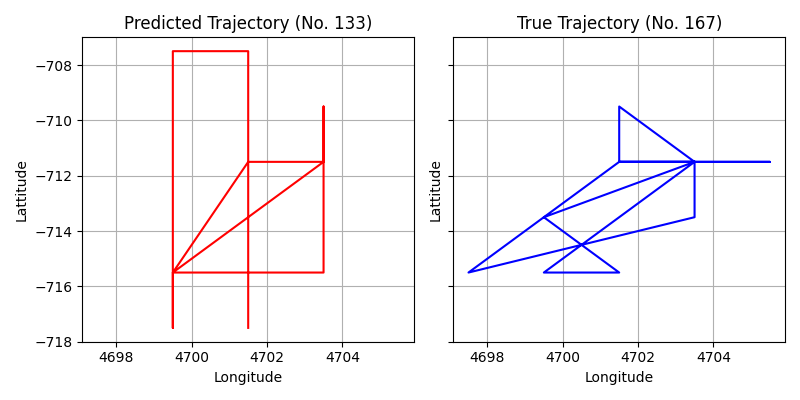 Predicted Trajectory (No. 133)
True Trajectory (No. 167)
−708
−710
−712
−714
−716
−718
Lattitude
Lattitude
4698 4700 4702 4704
4698 4700 4702 4704
Longitude
Longitude